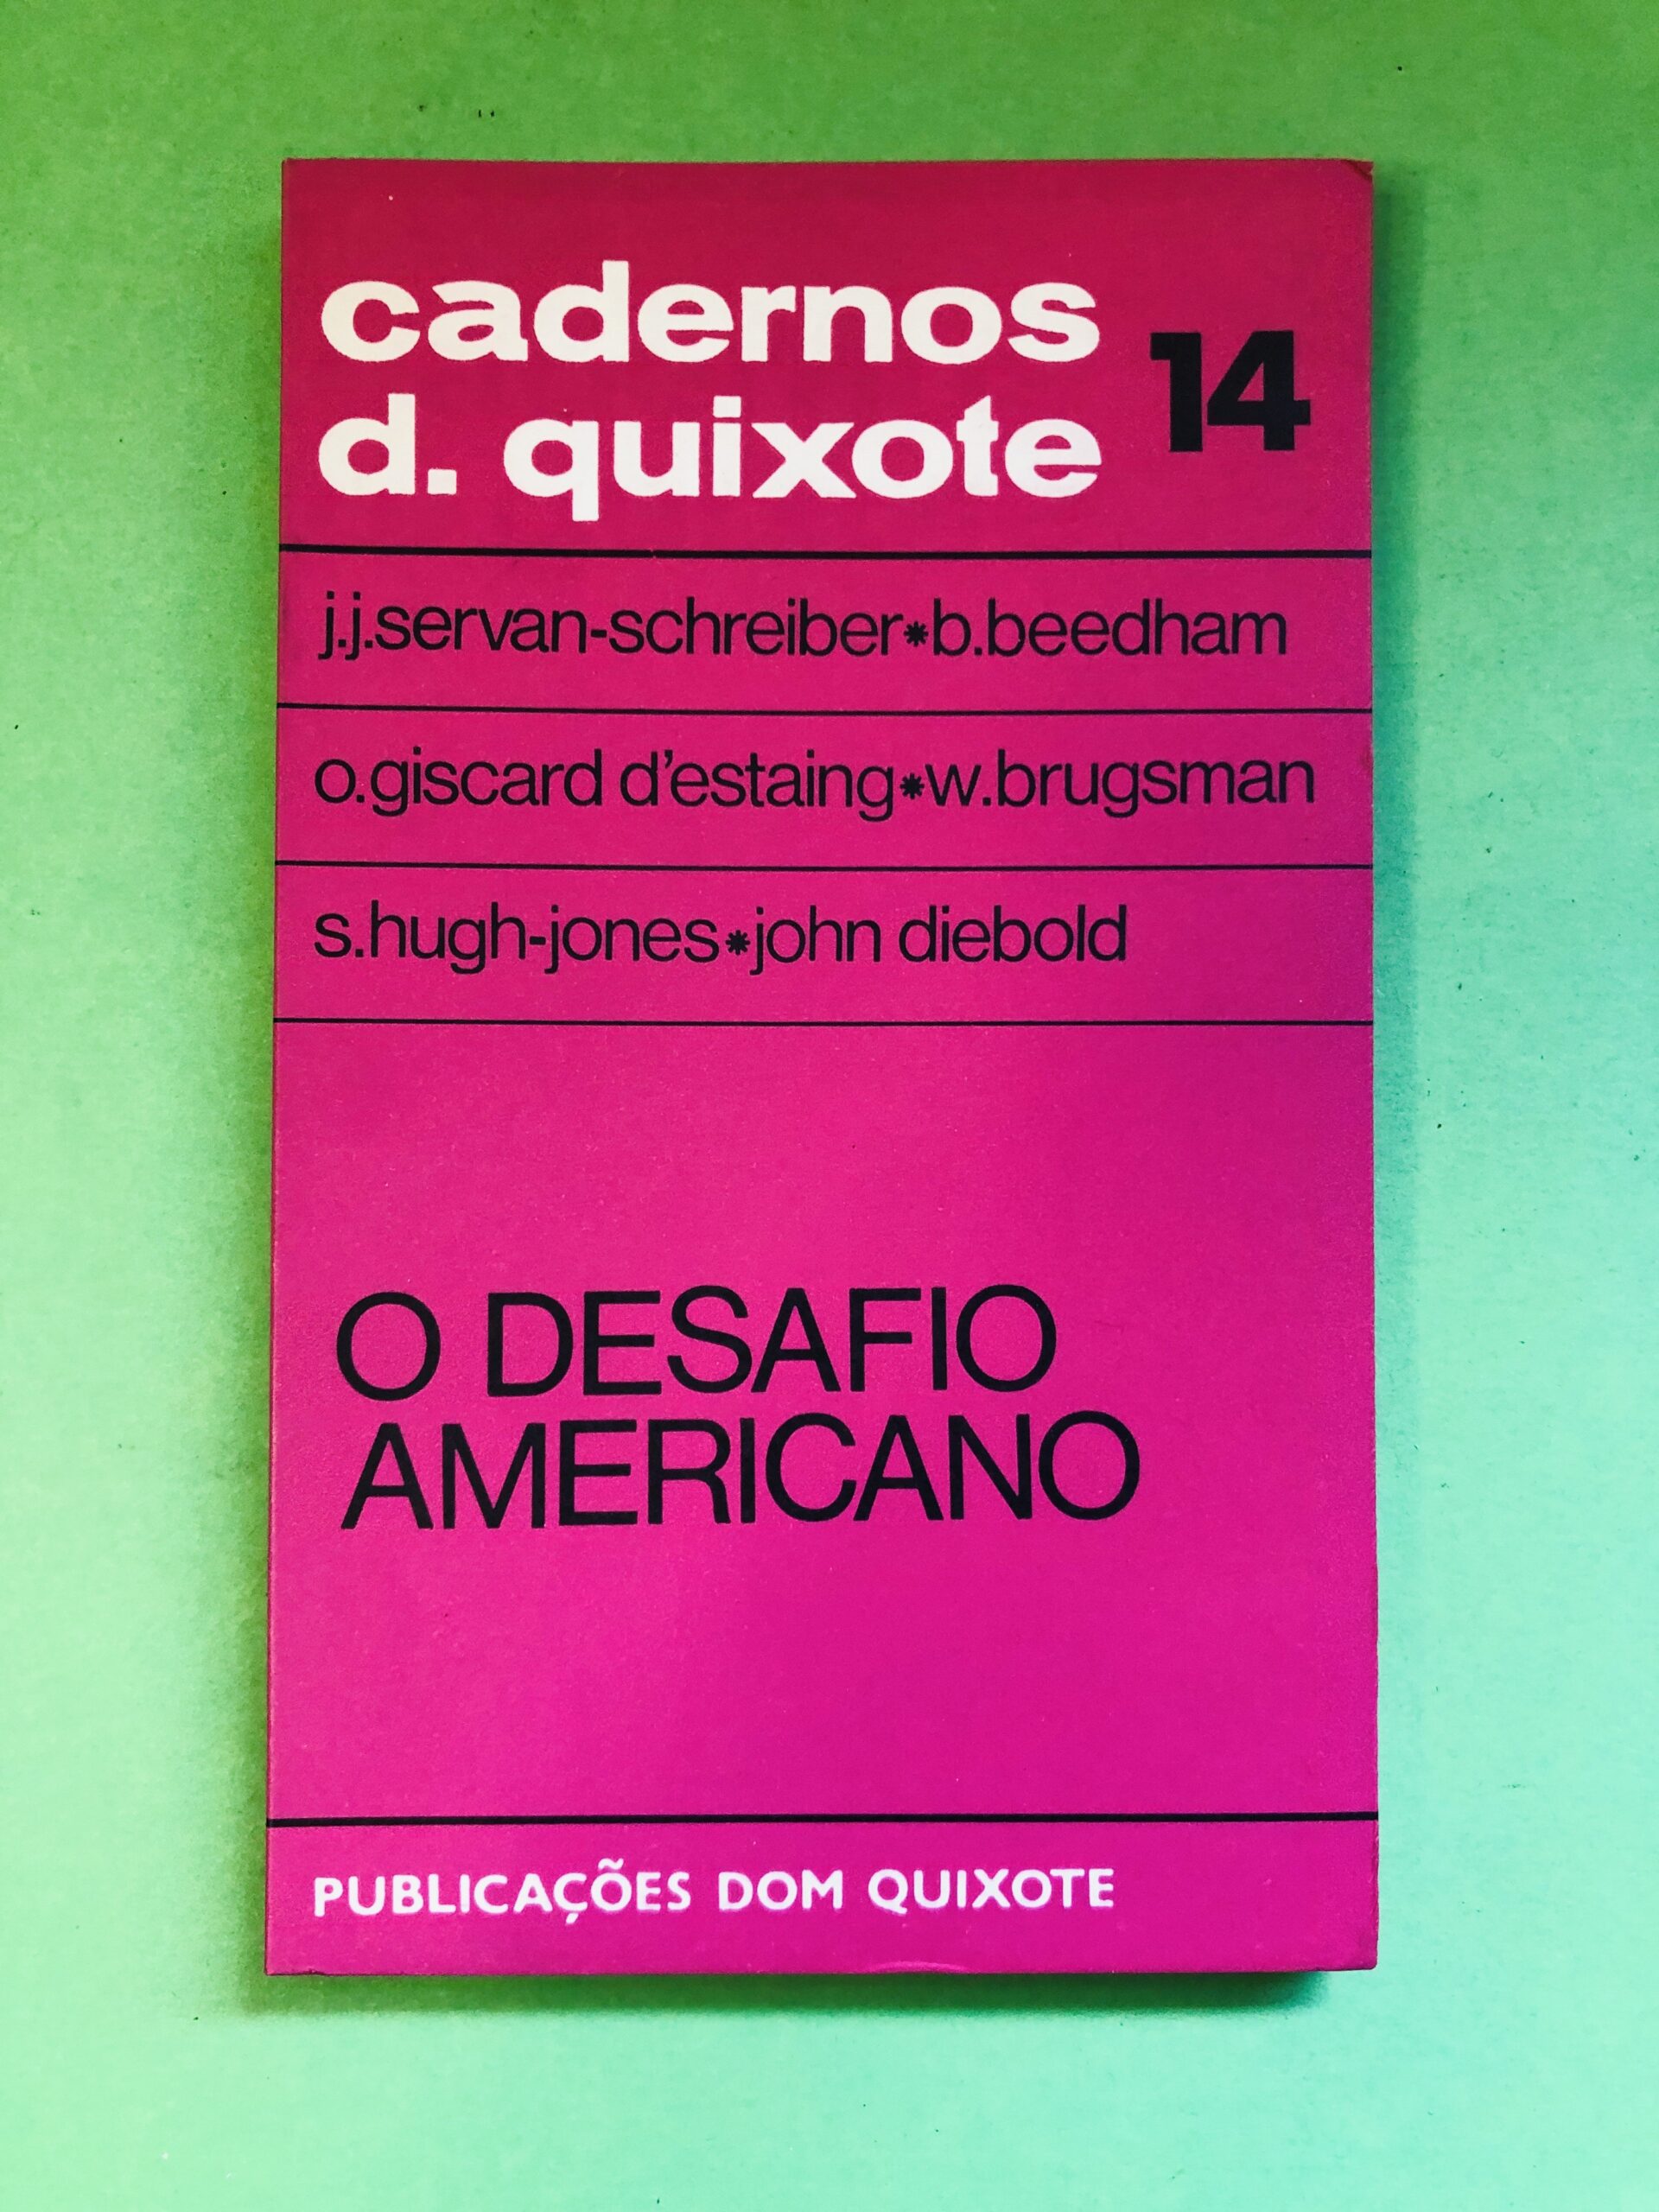 cadernos
d. quixote 14
j.j.servan-schreiber*b.beedham
o.giscard d'estaing*w.brugsman
s.hugh-jones*john diebold
O DESAFIO
AMERICANO
PUBLICAÇÕES DOM QUIXOTE